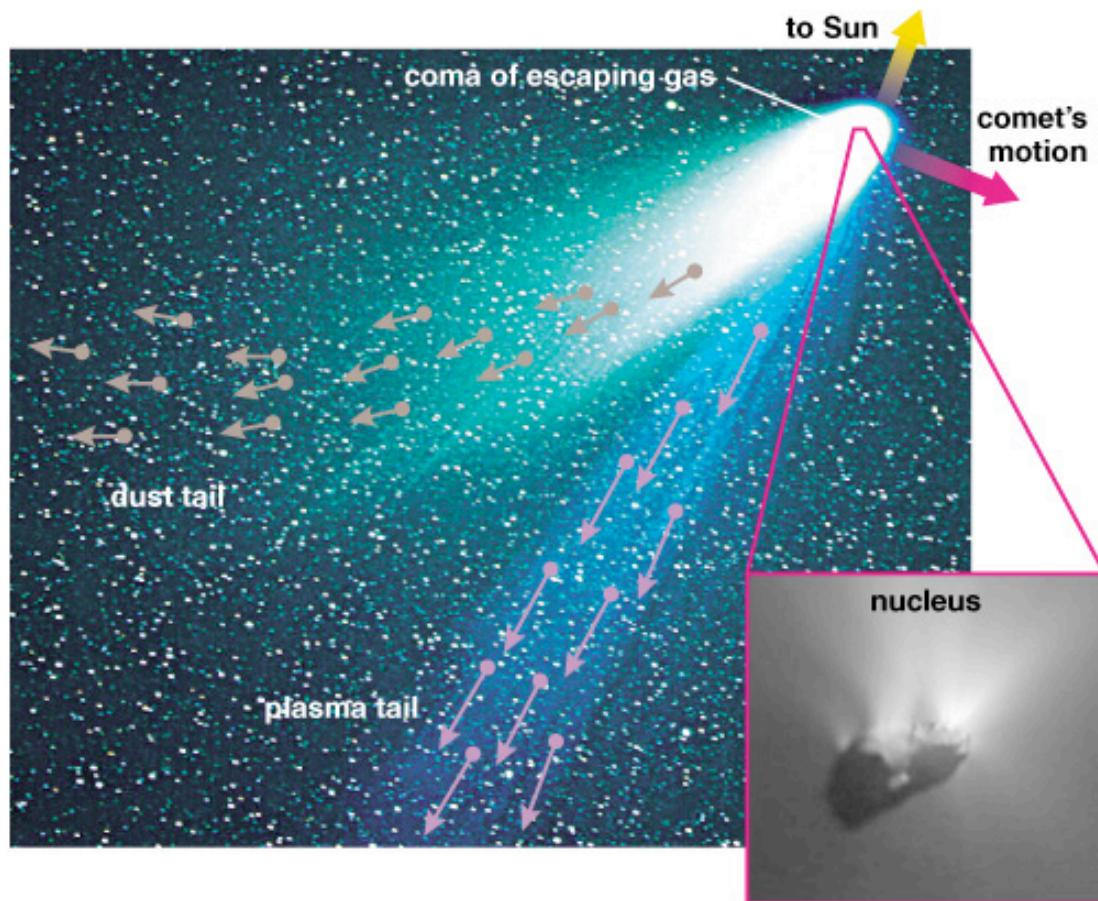 to Sun
coma of escaping gas
comet's
motion
dust tail
plasma tail
nucleus